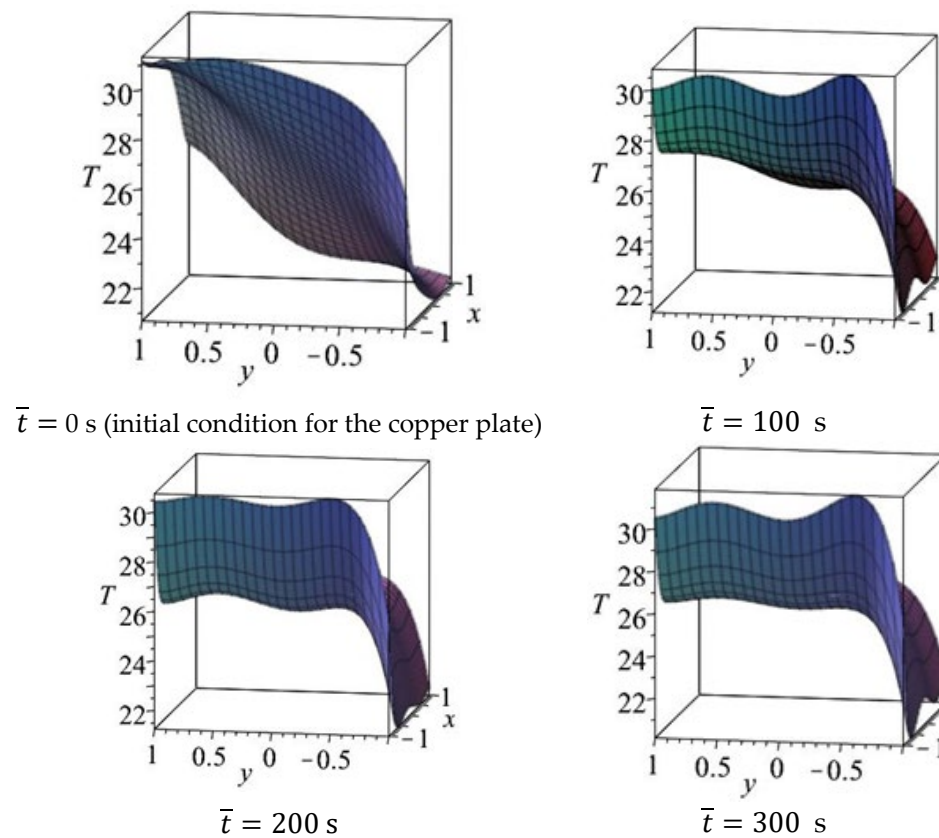 30
28
T
26
24
22
1 0.5 0 −0.5 −1 1
y x
t̅ = 0 s (initial condition for the copper plate)
30
28
T
26
24
22
1 0.5 0 −0.5 −1
y
t̅ = 100 s
30
28
T
26
24
22
1 0.5 0 −0.5 −1 1
y x
t̅ = 200 s
30
28
T
26
24
22
1 0.5 0 −0.5 −1
y
t̅ = 300 s